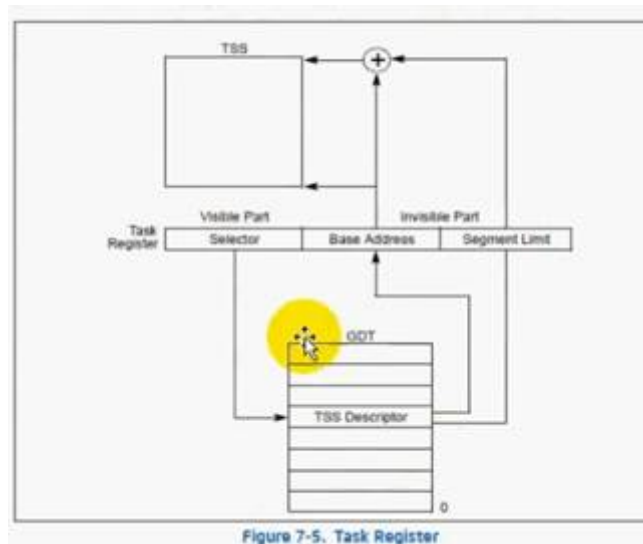 TSS
+
Visible Part
Invisible Part
Task
Register
Selector
Base Address
Segment Limit
GDT
TSS Descriptor
0
Figure 7-5. Task Register